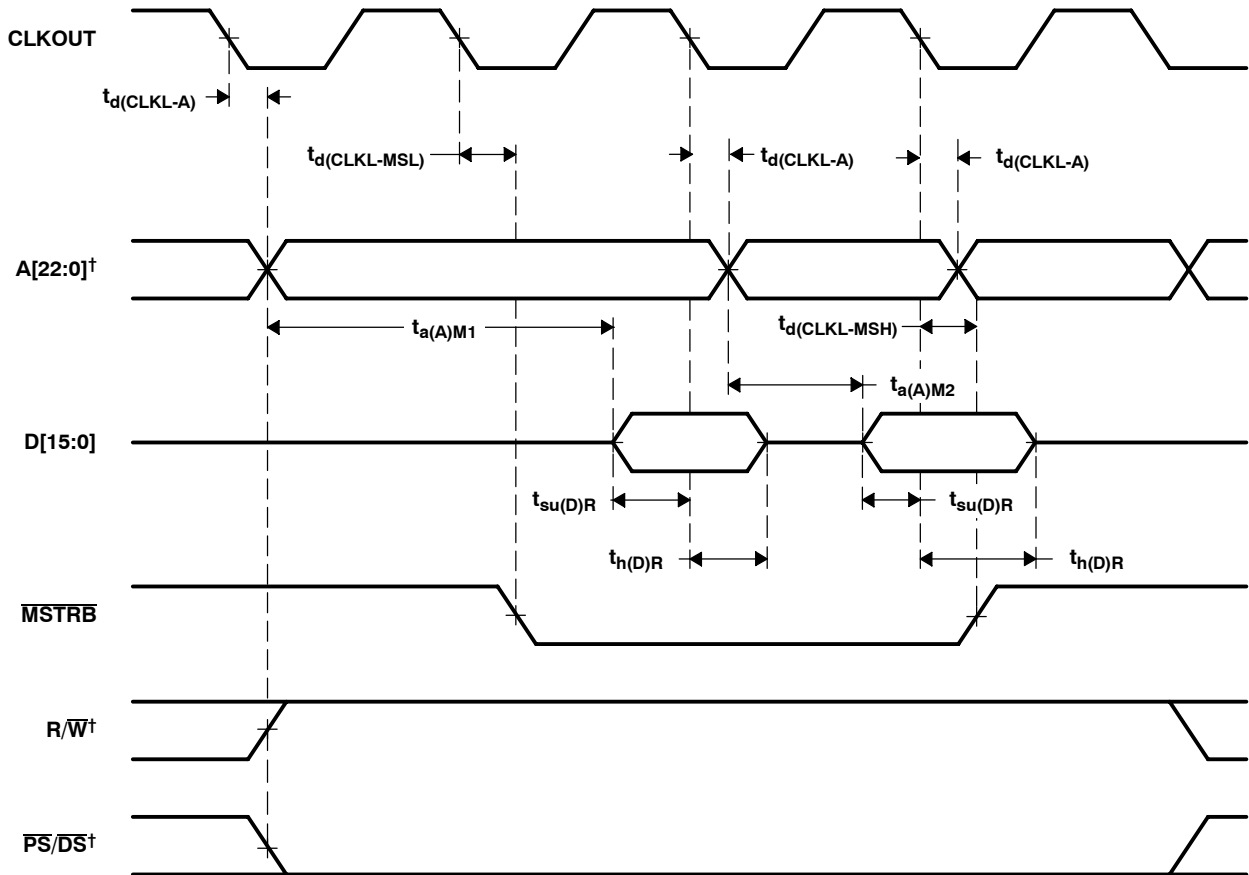 CLKOUT
td(CLKL-A)
td(CLKL-MSL)
td(CLKL-A)
td(CLKL-A)
A[22:0]†
ta(A)M1
td(CLKL-MSH)
ta(A)M2
D[15:0]
tsu(D)R
tsu(D)R
th(D)R
th(D)R
MSTRB
R/W†
PS/DS†